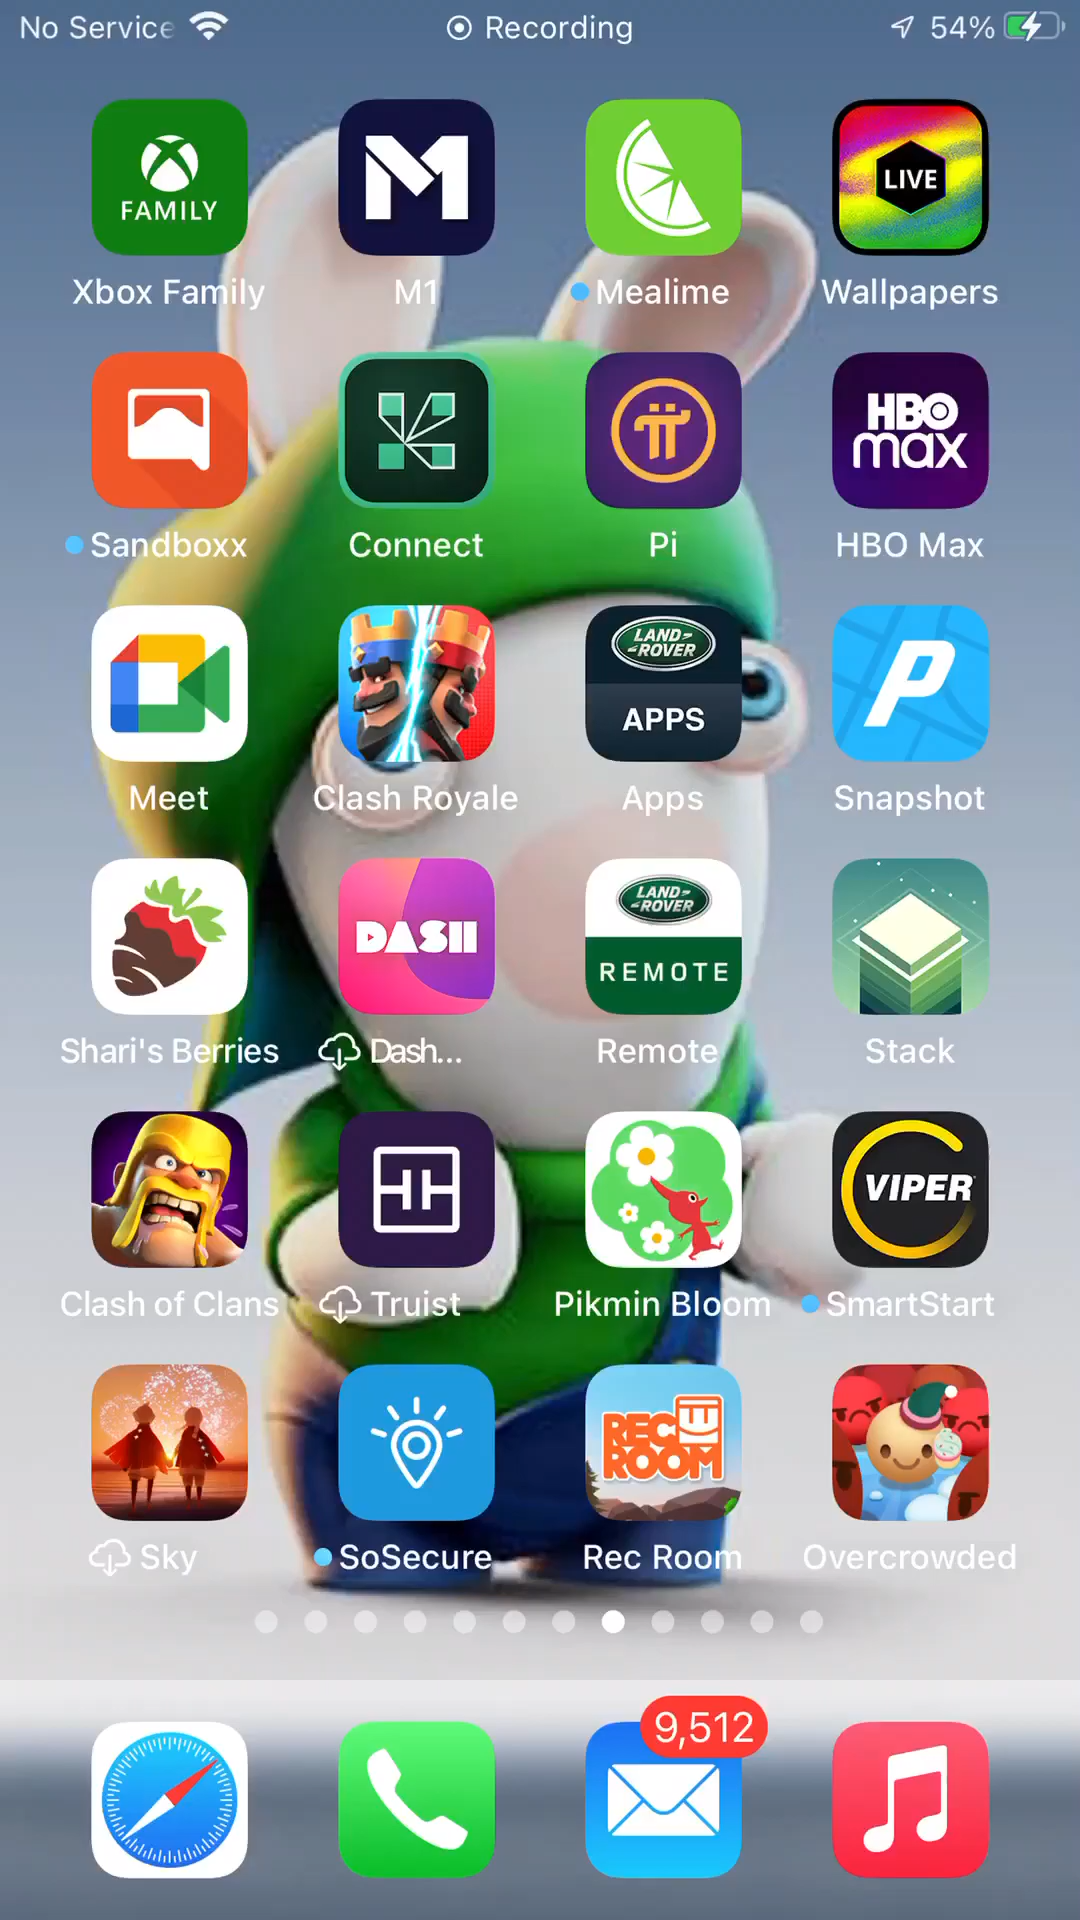 No Service
Recording
54%
FAMILY
LIVE
Xbox Family
M1
Mealime
Wallpapers
HBO
max
Sandboxx
Connect
Pi
HBO Max
LAND-
-ROVER
APPS
P
Meet
Clash Royale
Apps
Snapshot
DASH
LAND-
-ROVER
REMOTE
Shari's Berries
Dash...
Remote
Stack
VIPER
Clash of Clans
Truist
Pikmin Bloom
SmartStart
REC
ROOM
Sky
SoSecure
Rec Room
Overcrowded
9,512